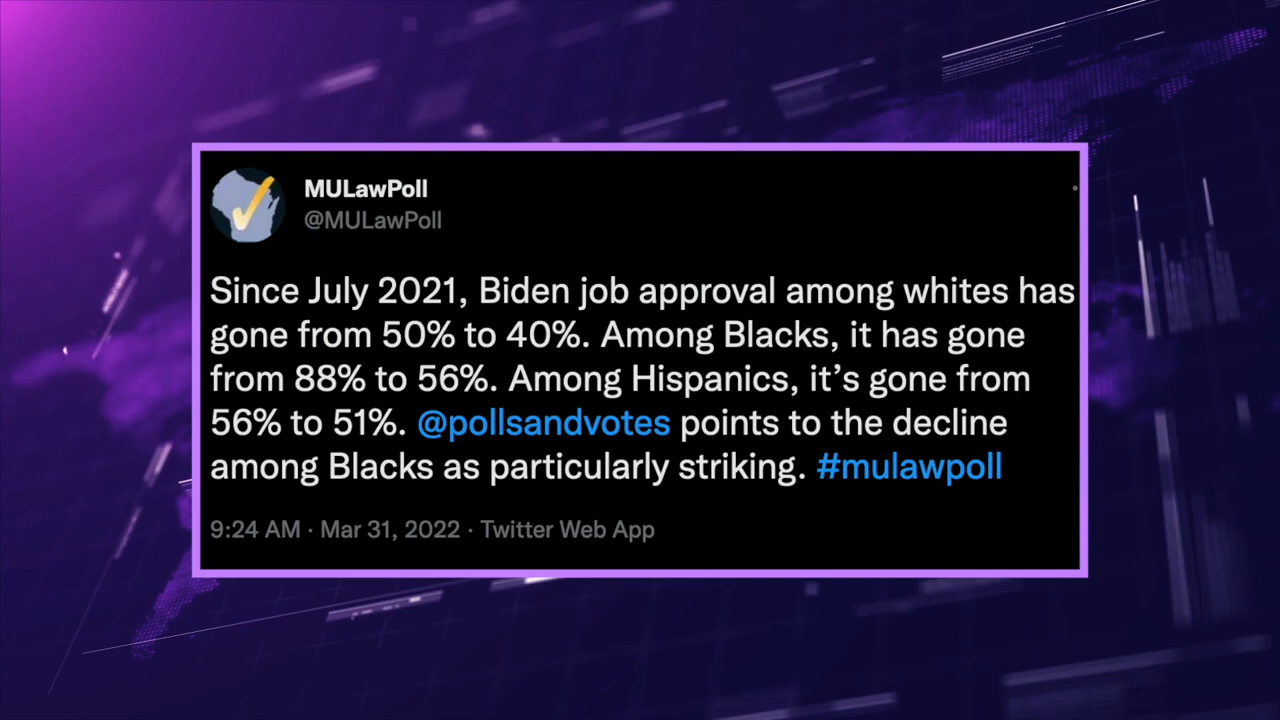 MULawPoll
@MULawPoll
Since July 2021, Biden job approval among whites has
gone from 50% to 40%. Among Blacks, it has gone
from 88% to 56%. Among Hispanics, it’s gone from
56% to 51%. @pollsandvotes points to the decline
among Blacks as particularly striking. #mulawpoll
9:24 AM · Mar 31, 2022 · Twitter Web App